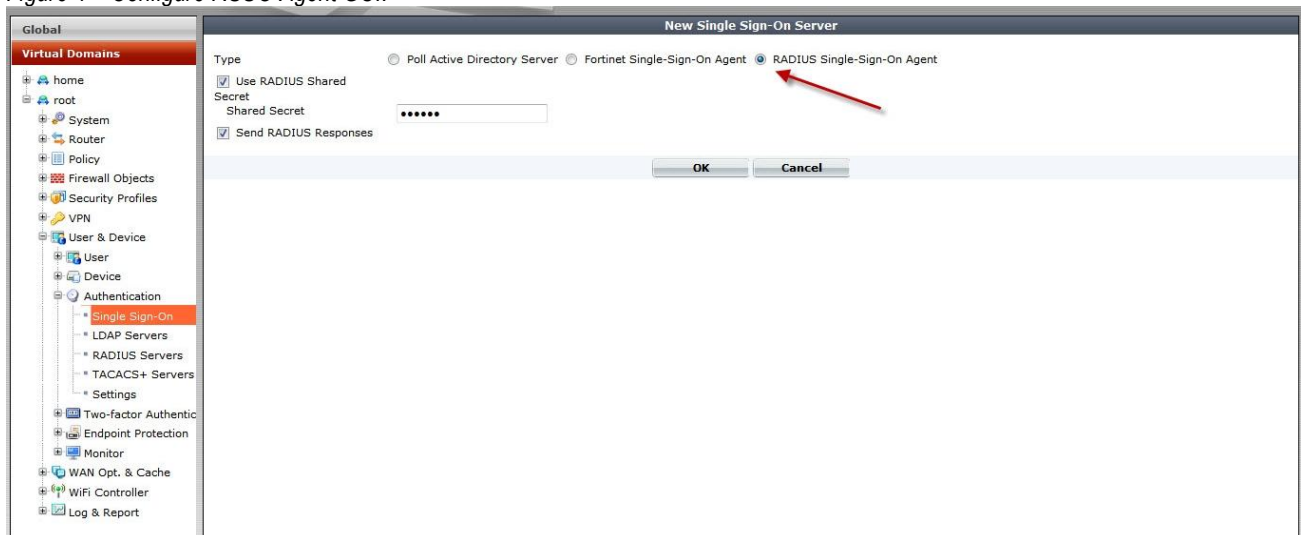 Global
Virtual Domains
home
root
System
Router
Policy
Firewall Objects
Security Profiles
VPN
User & Device
User
Device
Authentication
Single Sign-On
LDAP Servers
RADIUS Servers
TACACS+ Servers
Settings
Two-factor Authentic
Endpoint Protection
Monitor
WAN Opt. & Cache
WiFi Controller
Log & Report
New Single Sign-On Server
Type Poll Active Directory Server Fortinet Single-Sign-On Agent RADIUS Single-Sign-On Agent
Use RADIUS Shared
Secret
Shared Secret ••••••
Send RADIUS Responses
OK Cancel